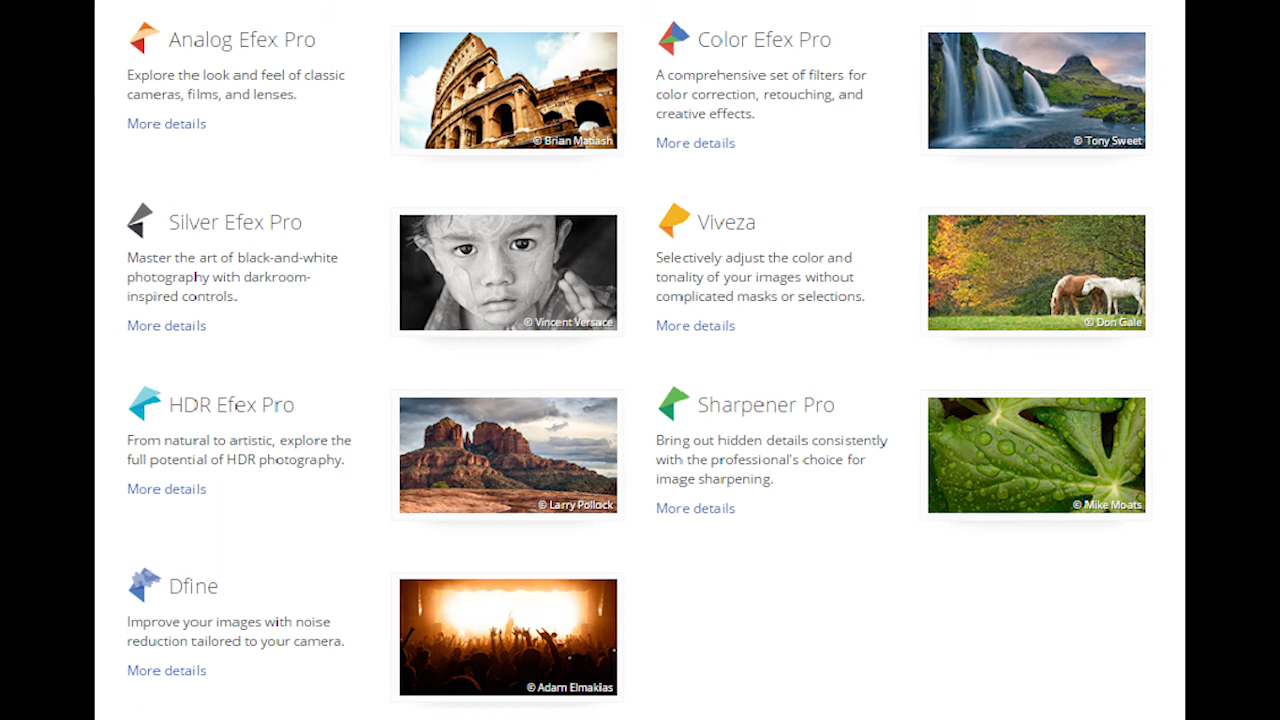 Analog Efex Pro
Explore the look and feel of classic
cameras, films, and lenses.
More details
© Brian Matiash
Color Efex Pro
A comprehensive set of filters for
color correction, retouching, and
creative effects.
More details
© Tony Sweet
Silver Efex Pro
Master the art of black-and-white
photography with darkroom-
inspired controls.
More details
© Vincent Versace
Viveza
Selectively adjust the color and
tonality of your images without
complicated masks or selections.
More details
© Don Gale
HDR Efex Pro
From natural to artistic, explore the
full potential of HDR photography.
More details
© Larry Pollock
Sharpener Pro
Bring out hidden details consistently
with the professional's choice for
image sharpening.
More details
© Mike Moats
Dfine
Improve your images with noise
reduction tailored to your camera.
More details
© Adam Elmakias